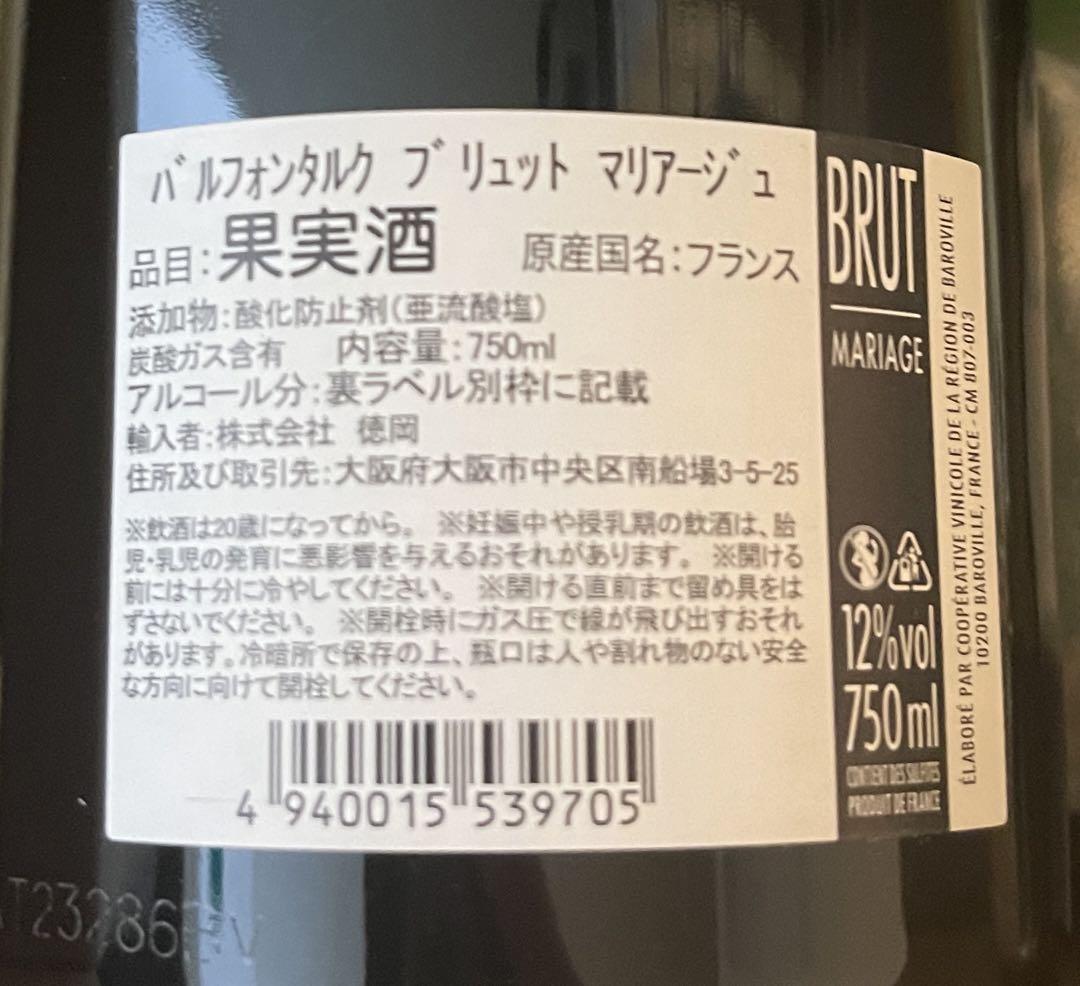 バルフォンタルク ブリュット マリアージュ
品目:果実酒 原産国名:フランス
添加物:酸化防止剤(亜硫酸塩)
炭酸ガス含有 内容量:750ml
アルコール分:裏ラベル別枠に記載
輸入者:株式会社 徳岡
住所及び取引先:大阪府大阪市中央区南船場3-5-25
※飲酒は20歳になってから。 ※妊娠中や授乳期の飲酒は、胎
児・乳児の発育に悪影響を与えるおそれがあります。 ※開ける
前には十分に冷やしてください。 ※開ける直前まで留め具をは
ずさないでください。 ※開栓時にガス圧で線が飛び出すおそれ
があります。冷暗所で保存の上、瓶口は人や割れ物のない安全
な方向に向けて開栓してください。
4 940015 539705
BRUT
MARIAGE
12%vol
750 ml
CONTIENT DES SULFITES
PRODUIT DE FRANCE
ÉLABORÉ PAR COOPÉRATIVE VINICOLE DE LA RÉGION DE BAROVILLE
10200 BAROVILLE, FRANCE - CM 807-003